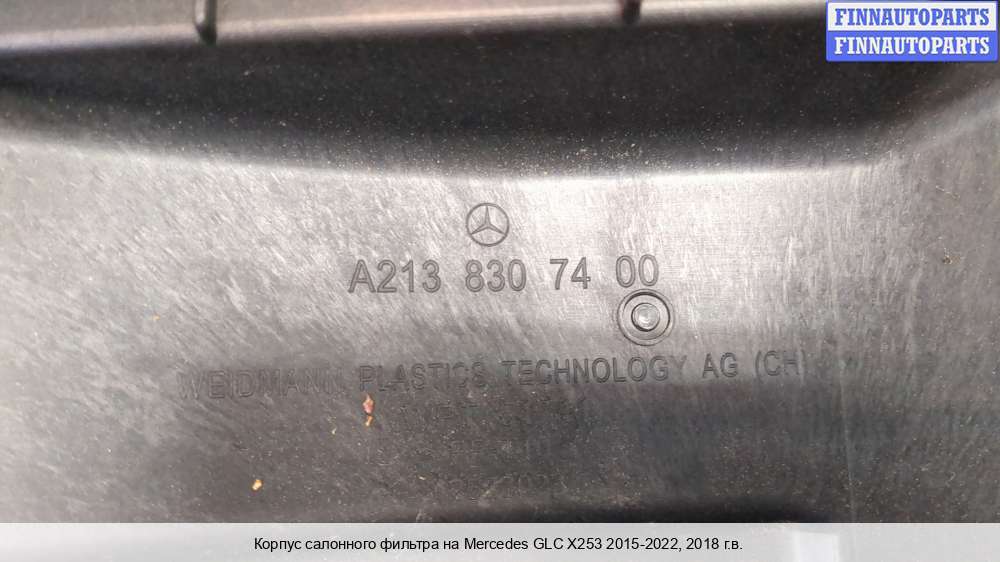 FINNAUTOPARTS
FINNAUTOPARTS
A213 830 74 00
WEIDMANN PLASTICS TECHNOLOGY AG (CH)
Корпус салонного фильтра на Mercedes GLC X253 2015-2022, 2018 г.в.